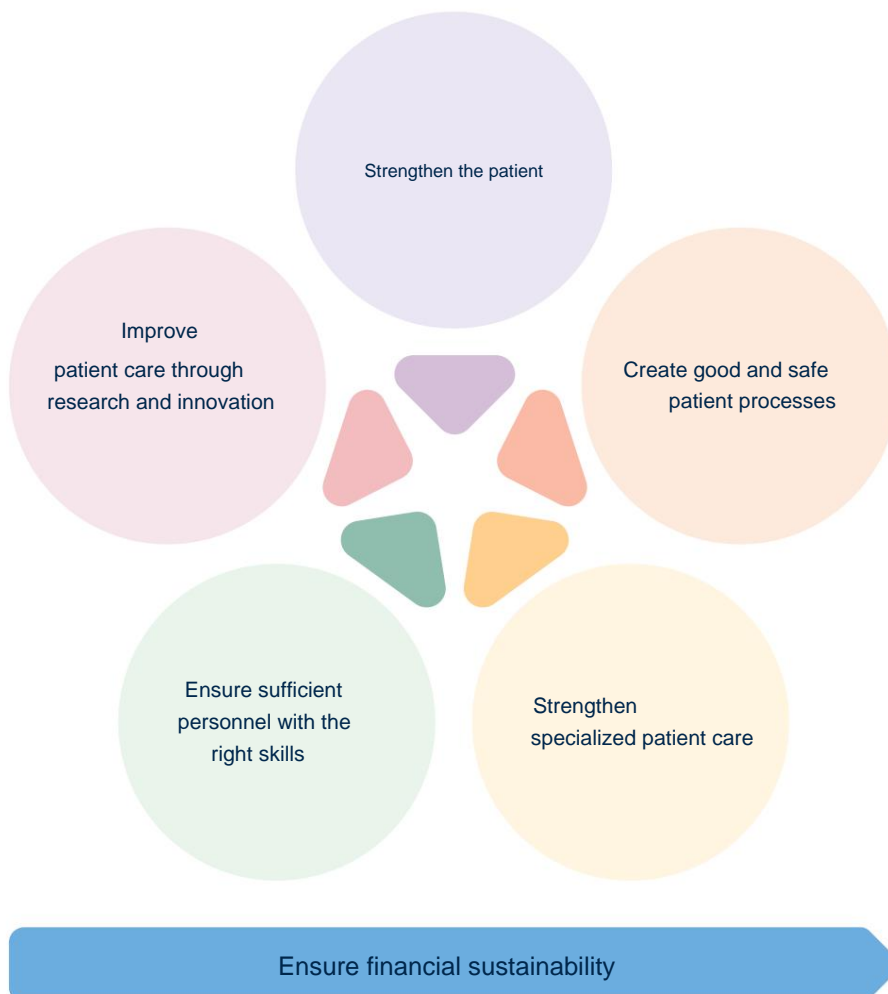 Strengthen the patient
Improve
patient care through
research and innovation
Create good and safe
patient processes
Ensure sufficient
personnel with the
right skills
Strengthen
specialized patient care
Ensure financial sustainability